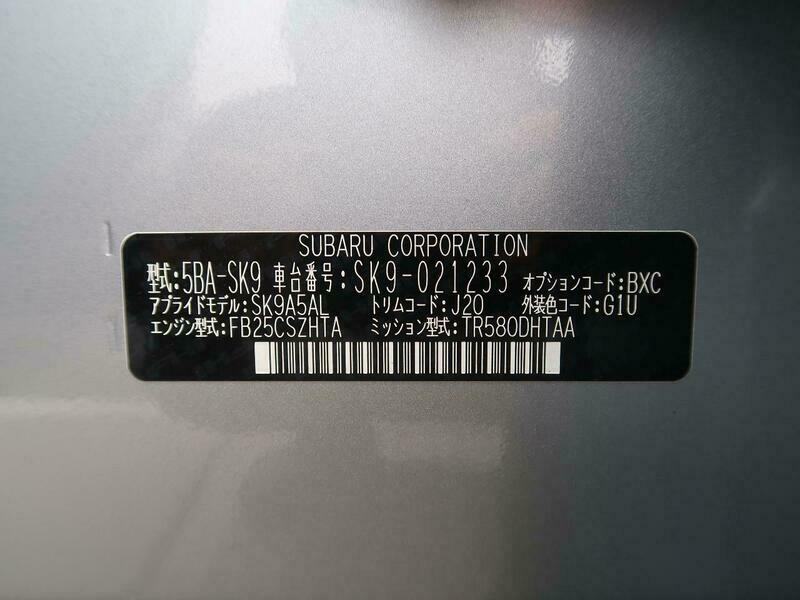 SUBARU CORPORATION
型式:5BA-SK9 車台番号:SK9-021233 オプションコード:BXC
アプライドモデル:SK9A5AL トリムコード:J20 外装色コード:G1U
エンジン型式:FB25CSZHTA ミッション型式:TR580DHTAA